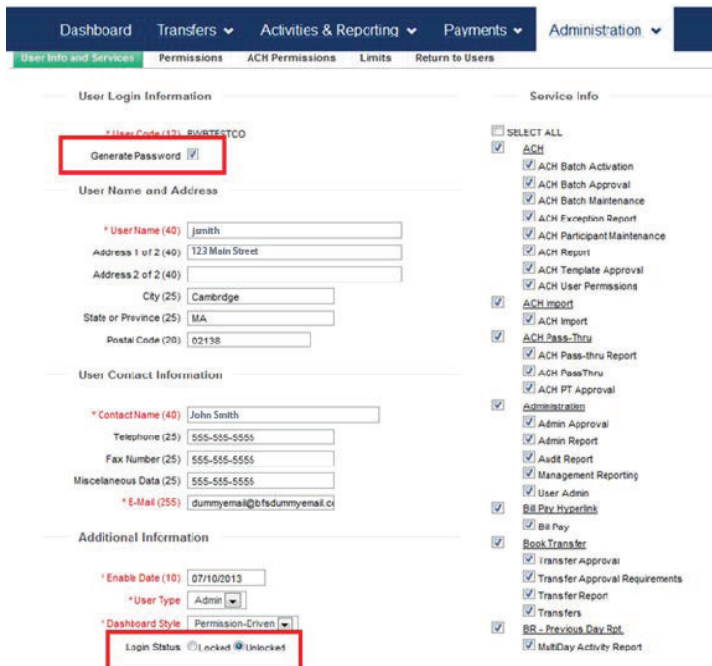 Dashboard Transfers Activities & Reporting Payments Administration
User Info and Services Permissions ACH Permissions Limits Return to Users
User Login Information
* User Code (12) BWBTESTCO
Generate Password
User Name and Address
* User Name (40) jsmith
Address 1 of 2 (40) 123 Main Street
Address 2 of 2 (40)
City (25) Cambrdge
State or Province (25) MA
Postal Code (20) 02138
User Contact Information
* Contact Name (40) John Smith
Telephone (25) 555-555-5555
Fax Number (25) 555-555-5555
Miscellaneous Data (25) 555-555-5555
* E-Mail (255) dummyemail@bfsdummyemail.c
Additional Information
* Enable Date (10) 07/10/2013
* User Type Admin
* Dashboard Style Permission-Driven
Login Status Locked Unlocked
Service Info
SELECT ALL
ACH
ACH Batch Activation
ACH Batch Approval
ACH Batch Maintenance
ACH Exception Report
ACH Participant Maintenance
ACH Report
ACH Template Approval
ACH User Permissions
ACH Import
ACH Import
ACH Pass-Thru
ACH Pass-thru Report
ACH PassThru
ACH PT Approval
Administration
Admin Approval
Admin Report
Audit Report
Management Reporting
User Admin
Bill Pay Hyperlink
Bill Pay
Book Transfer
Transfer Approval
Transfer Approval Requirements
Transfer Report
Transfers
BR - Previous Day Rpt.
MultiDay Activity Report